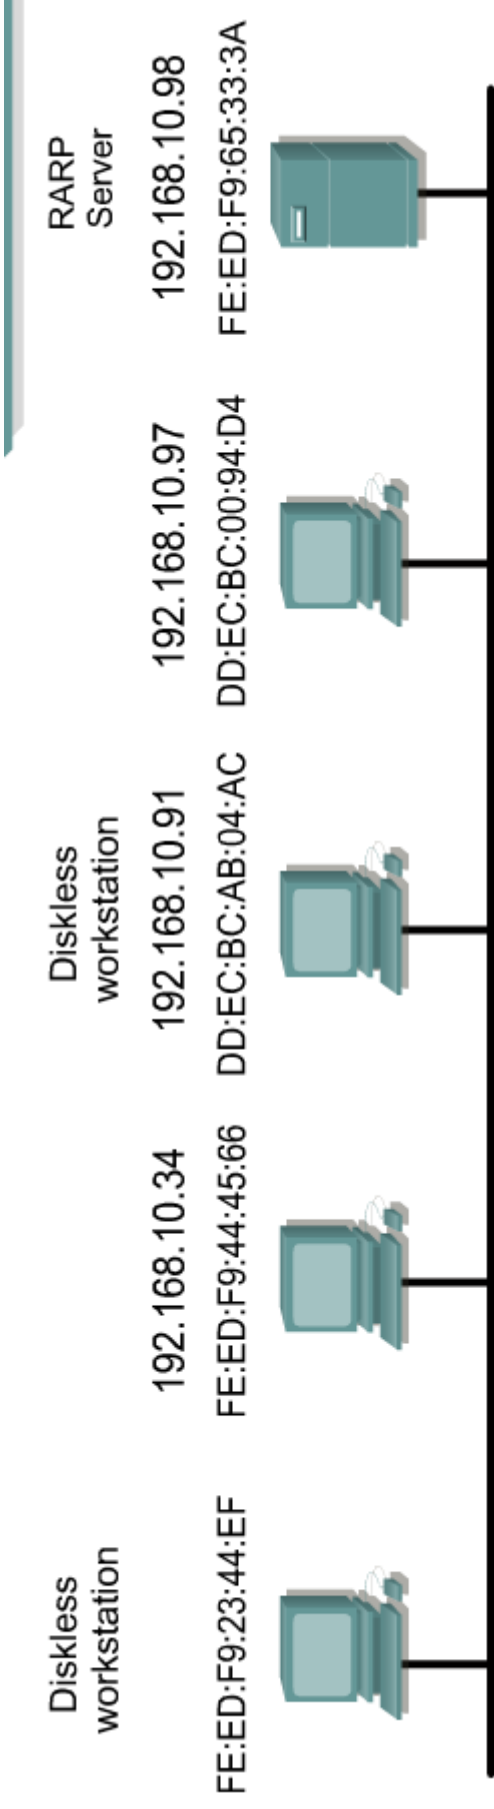 Diskless
workstation
FE:ED:F9:23:44:EF
192.168.10.34
FE:ED:F9:44:45:66
Diskless
workstation
192.168.10.91
DD:EC:BC:AB:04:AC
192.168.10.97
DD:EC:BC:00:94:D4
RARP
Server
192.168.10.98
FE:ED:F9:65:33:3A